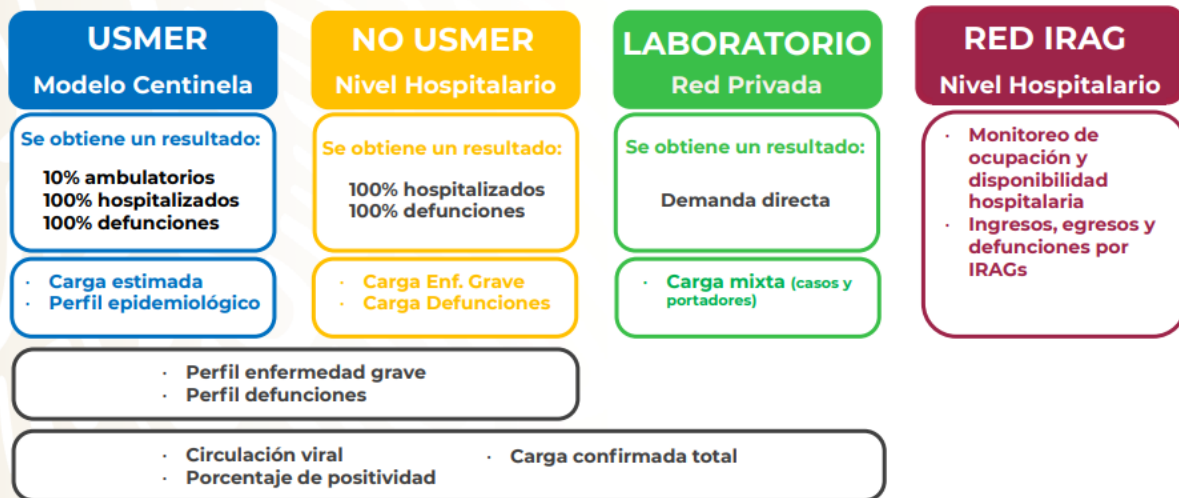 USMER
Modelo Centinela
Se obtiene un resultado:
10% ambulatorios
100% hospitalizados
100% defunciones
· Carga estimada
· Perfil epidemiológico
NO USMER
Nivel Hospitalario
Se obtiene un resultado:
100% hospitalizados
100% defunciones
· Carga Enf. Grave
· Carga Defunciones
LABORATORIO
Red Privada
Se obtiene un resultado:
Demanda directa
· Carga mixta (casos y
portadores)
RED IRAG
Nivel Hospitalario
· Monitoreo de
ocupación y
disponibilidad
hospitalaria
· Ingresos, egresos y
defunciones por
IRAGs
· Perfil enfermedad grave
· Perfil defunciones
· Circulación viral
· Porcentaje de positividad
· Carga confirmada total